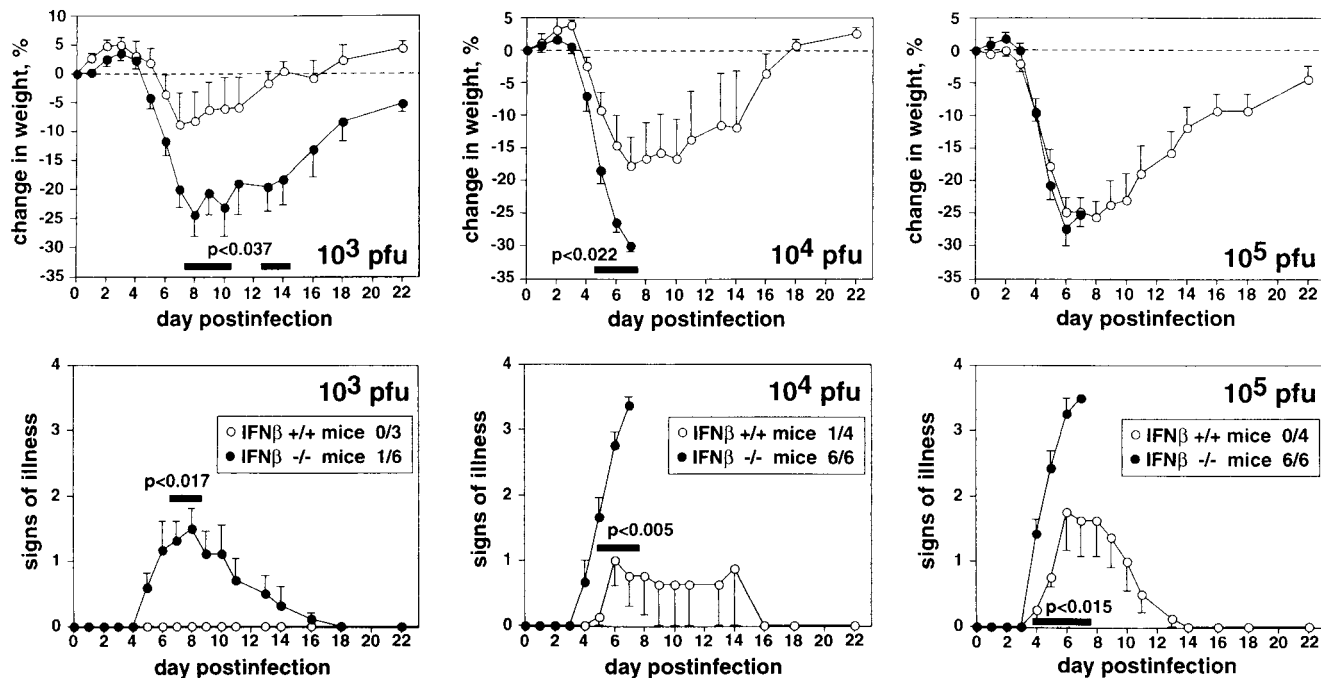 change in weight, %
10
5
0
-5
-10
-15
-20
-25
-30
-35
p<0.037
10³ pfu
0 2 4 6 8 10 12 14 16 18 20 22
day postinfection
change in weight, %
5
0
-5
-10
-15
-20
-25
-30
-35
p<0.022
10⁴ pfu
0 2 4 6 8 10 12 14 16 18 20 22
day postinfection
change in weight, %
5
0
-5
-10
-15
-20
-25
-30
-35
10⁵ pfu
0 2 4 6 8 10 12 14 16 18 20 22
day postinfection
signs of illness
4
3
2
1
0
10³ pfu
IFNβ +/+ mice 0/3
IFNβ -/- mice 1/6
p<0.017
0 2 4 6 8 10 12 14 16 18 20 22
day postinfection
signs of illness
4
3
2
1
0
10⁴ pfu
IFNβ +/+ mice 1/4
IFNβ -/- mice 6/6
p<0.005
0 2 4 6 8 10 12 14 16 18 20 22
day postinfection
signs of illness
4
3
2
1
0
10⁵ pfu
IFNβ +/+ mice 0/4
IFNβ -/- mice 6/6
p<0.015
0 2 4 6 8 10 12 14 16 18 20 22
day postinfection